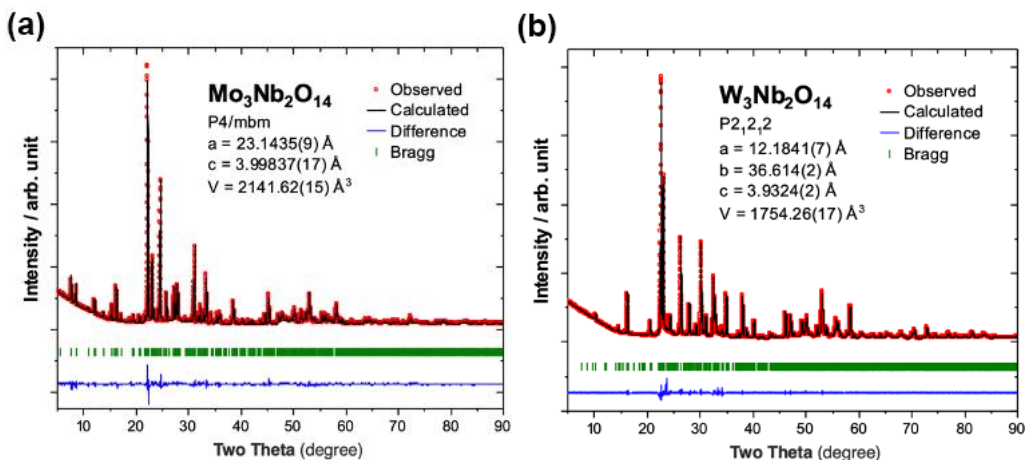 (a)
Intensity / arb. unit
Mo₃Nb₂O₁₄
P4/mbm
a = 23.1435(9) Å
c = 3.99837(17) Å
V = 2141.62(15) Å³
Observed
Calculated
Difference
Bragg
10 20 30 40 50 60 70 80 90
Two Theta (degree)
(b)
Intensity / arb. unit
W₃Nb₂O₁₄
P2₁2₁2
a = 12.1841(7) Å
b = 36.614(2) Å
c = 3.9324(2) Å
V = 1754.26(17) Å³
Observed
Calculated
Difference
Bragg
10 20 30 40 50 60 70 80 90
Two Theta (degree)